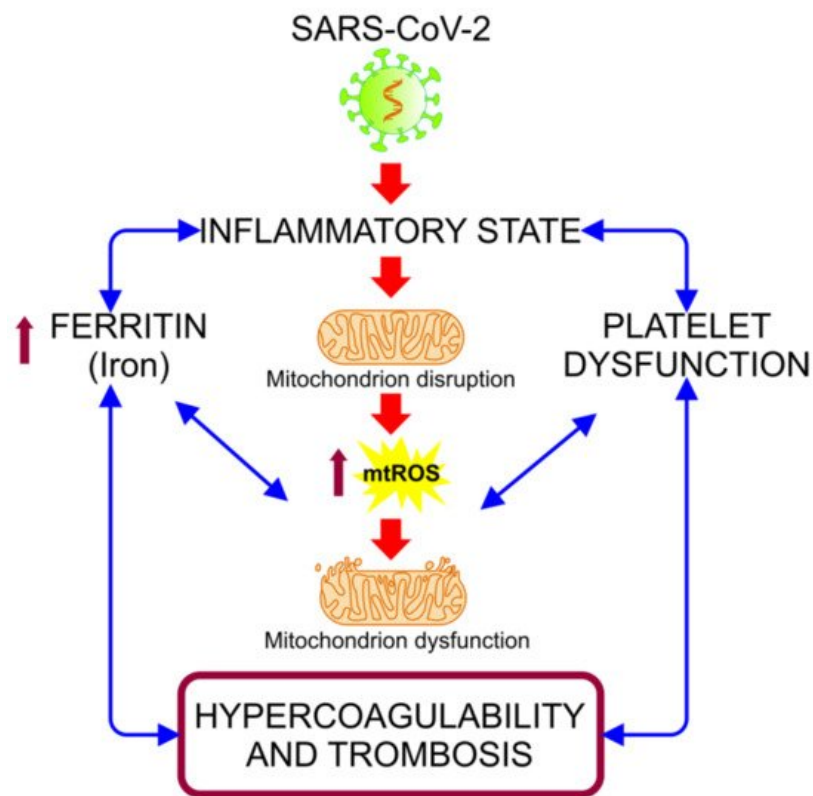 SARS-CoV-2
INFLAMMATORY STATE
FERRITIN
(Iron)
PLATELET
DYSFUNCTION
Mitochondrion disruption
mtROS
Mitochondrion dysfunction
HYPERCOAGULABILITY
AND TROMBOSIS